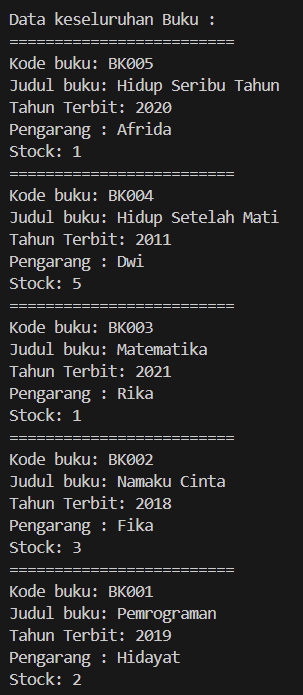 Data keseluruhan Buku :
=========================
Kode buku: BK005
Judul buku: Hidup Seribu Tahun
Tahun Terbit: 2020
Pengarang : Afrida
Stock: 1
=========================
Kode buku: BK004
Judul buku: Hidup Setelah Mati
Tahun Terbit: 2011
Pengarang : Dwi
Stock: 5
=========================
Kode buku: BK003
Judul buku: Matematika
Tahun Terbit: 2021
Pengarang : Rika
Stock: 1
=========================
Kode buku: BK002
Judul buku: Namaku Cinta
Tahun Terbit: 2018
Pengarang : Fika
Stock: 3
=========================
Kode buku: BK001
Judul buku: Pemrograman
Tahun Terbit: 2019
Pengarang : Hidayat
Stock: 2